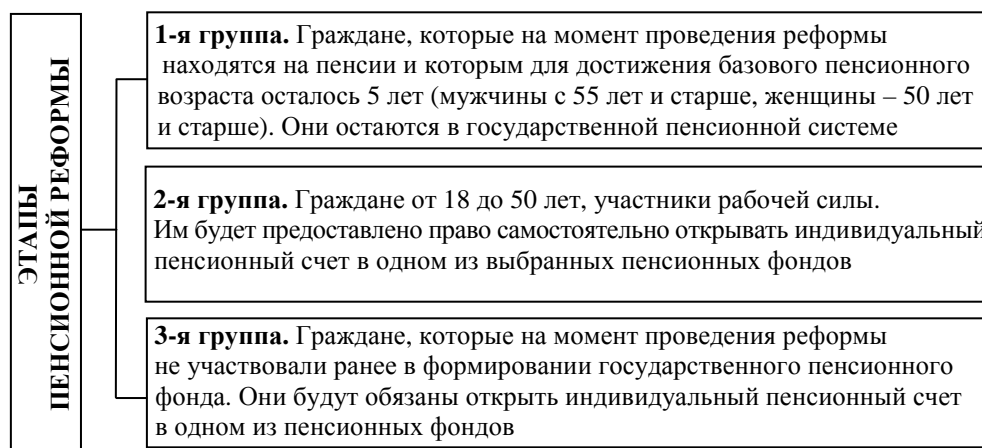 ЭТАПЫ
ПЕНСИОННОЙ РЕФОРМЫ
1-я группа. Граждане, которые на момент проведения реформы
находятся на пенсии и которым для достижения базового пенсионного
возраста осталось 5 лет (мужчины с 55 лет и старше, женщины – 50 лет
и старше). Они остаются в государственной пенсионной системе
2-я группа. Граждане от 18 до 50 лет, участники рабочей силы.
Им будет предоставлено право самостоятельно открывать индивидуальный
пенсионный счет в одном из выбранных пенсионных фондов
3-я группа. Граждане, которые на момент проведения реформы
не участвовали ранее в формировании государственного пенсионного
фонда. Они будут обязаны открыть индивидуальный пенсионный счет
в одном из пенсионных фондов